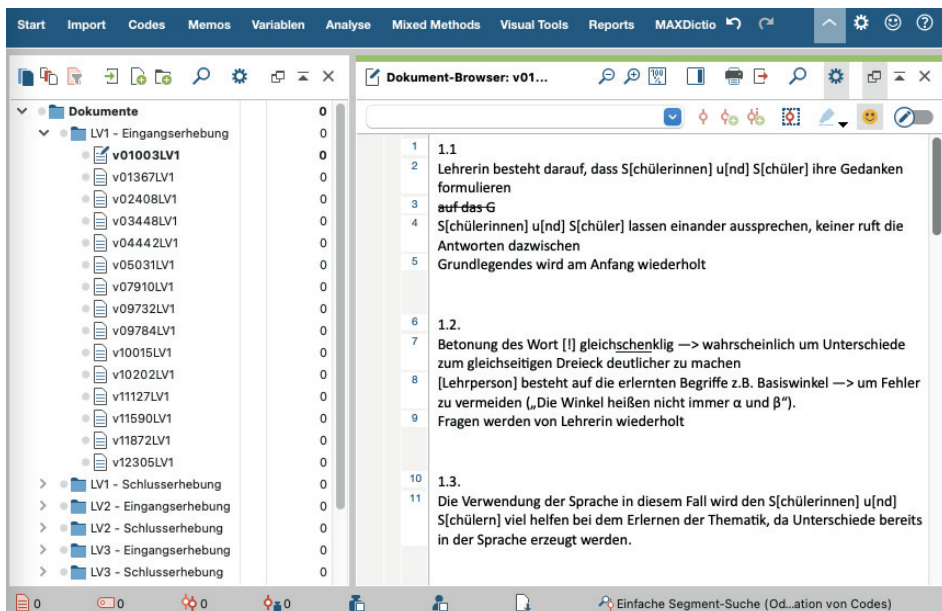 Start Import Codes Memos Variablen Analyse Mixed Methods Visual Tools Reports MAXDictio
Dokumente 0
LV1 - Eingangserhebung 0
v01003LV1 0
v01367LV1 0
v02408LV1 0
v03448LV1 0
v04442LV1 0
v05031LV1 0
v07910LV1 0
v09732LV1 0
v09784LV1 0
v10015LV1 0
v10202LV1 0
v11127LV1 0
v11590LV1 0
v11872LV1 0
v12305LV1 0
LV1 - Schlusserhebung 0
LV2 - Eingangserhebung 0
LV2 - Schlusserhebung 0
LV3 - Eingangserhebung 0
LV3 - Schlusserhebung 0
Dokument-Browser: v01...
100 %
1 1.1
2 Lehrerin besteht darauf, dass S[chülerinnen] u[nd] S[chüler] ihre Gedanken
formulieren
3 auf das G
4 S[chülerinnen] u[nd] S[chüler] lassen einander aussprechen, keiner ruft die
Antworten dazwischen
5 Grundlegendes wird am Anfang wiederholt
6 1.2.
7 Betonung des Wort [!] gleichschenklig —> wahrscheinlich um Unterschiede
zum gleichseitigen Dreieck deutlicher zu machen
8 [Lehrperson] besteht auf die erlernten Begriffe z.B. Basiswinkel —> um Fehler
zu vermeiden („Die Winkel heißen nicht immer α und β“).
9 Fragen werden von Lehrerin wiederholt
10 1.3.
11 Die Verwendung der Sprache in diesem Fall wird den S[chülerinnen] u[nd]
S[chülern] viel helfen bei dem Erlernen der Thematik, da Unterschiede bereits
in der Sprache erzeugt werden.
0 0 0 0 Einfache Segment-Suche (Od...ation von Codes)